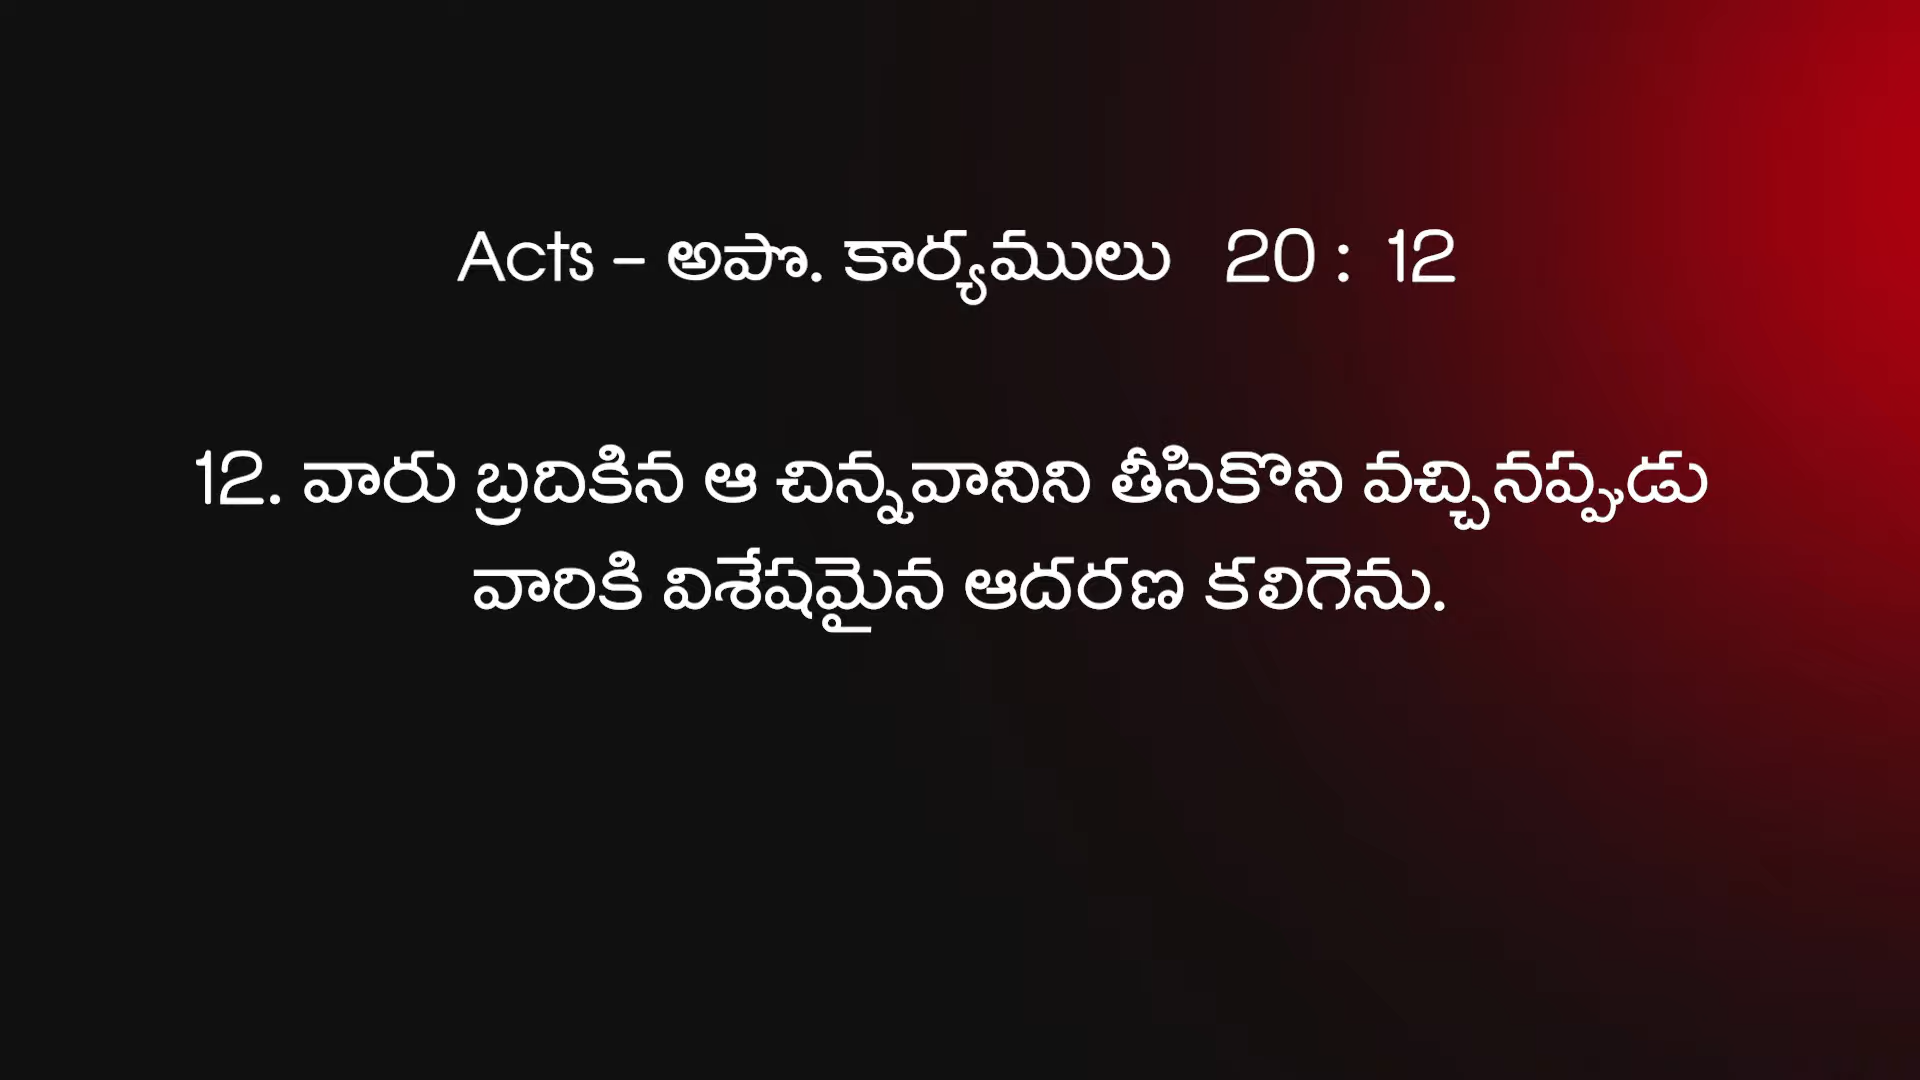 Acts – అపొ. కార్యములు 20 : 12
12. వారు బ్రదికిన ఆ చిన్నవానిని తీసికొని వచ్చినప్పుడు
వారికి విశేషమైన ఆదరణ కలిగెను.